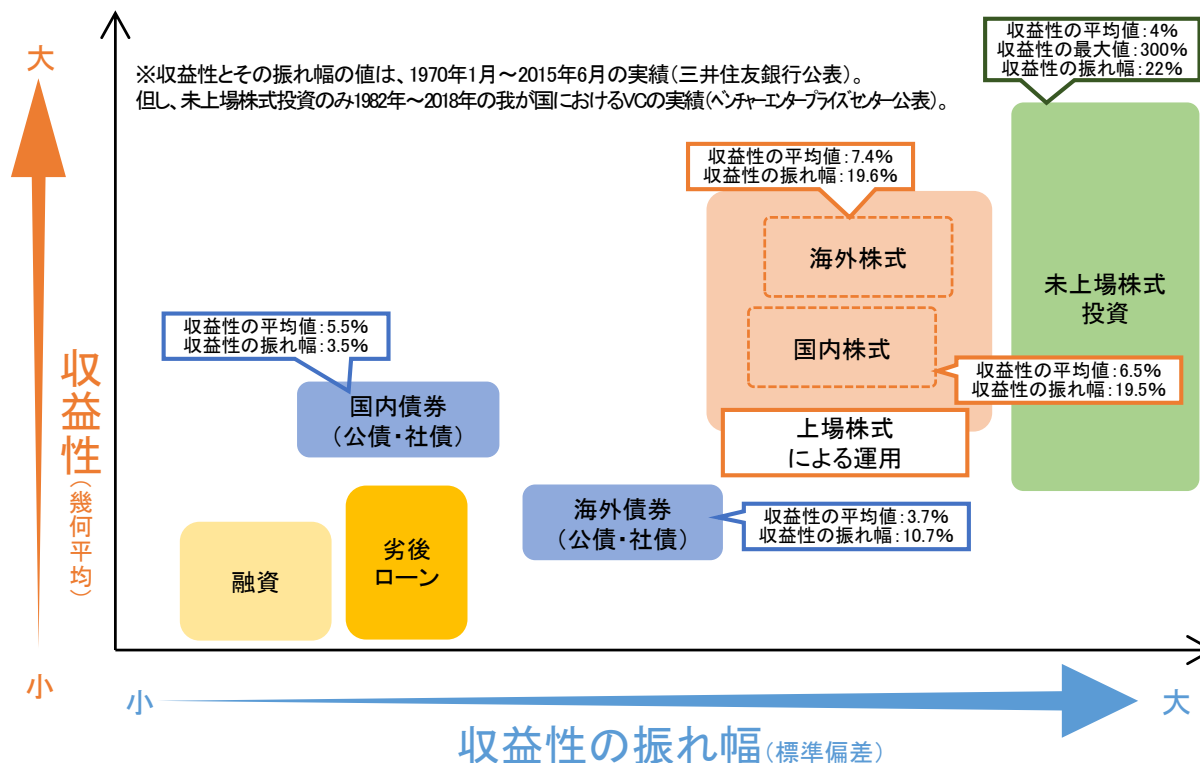 収益性の平均値:4%
収益性の最大値:300%
収益性の振れ幅:22%
大
※収益性とその振れ幅の値は、1970年1月~2015年6月の実績(三井住友銀行公表)。
但し、未上場株式投資のみ1982年~2018年の我が国におけるVCの実績(ベンチャーエンタープライズセンター公表)。
収益性の平均値:7.4%
収益性の振れ幅:19.6%
海外株式
未上場株式
投資
収益性の平均値:5.5%
収益性の振れ幅:3.5%
国内株式
収益性の平均値:6.5%
収益性の振れ幅:19.5%
収益性(幾何平均)
国内債券
(公債・社債)
上場株式
による運用
海外債券
(公債・社債)
収益性の平均値:3.7%
収益性の振れ幅:10.7%
劣後
ローン
融資
小
小
大
収益性の振れ幅(標準偏差)